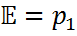 𝔼 = p₁